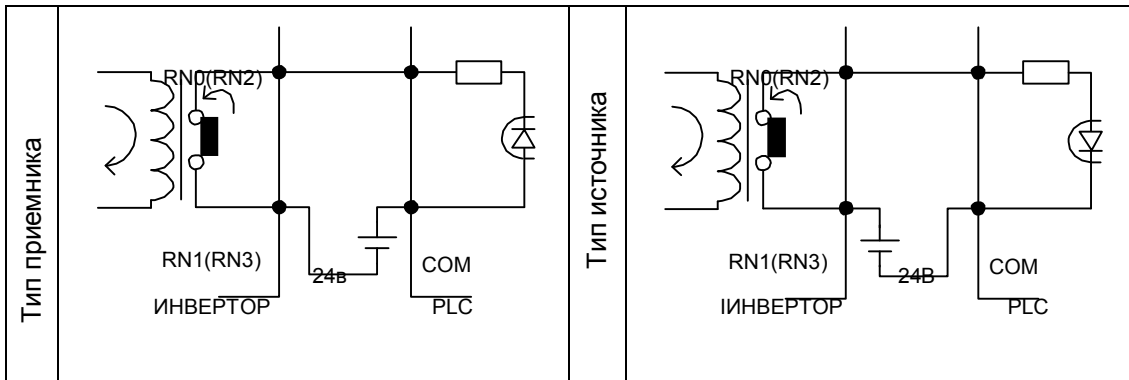 Тип приемника
RN0(RN2)
RN1(RN3)
24в
COM
ИНВЕРТОР
PLC
Тип источника
RN0(RN2)
RN1(RN3)
24В
COM
IИНВЕРТОР
PLC